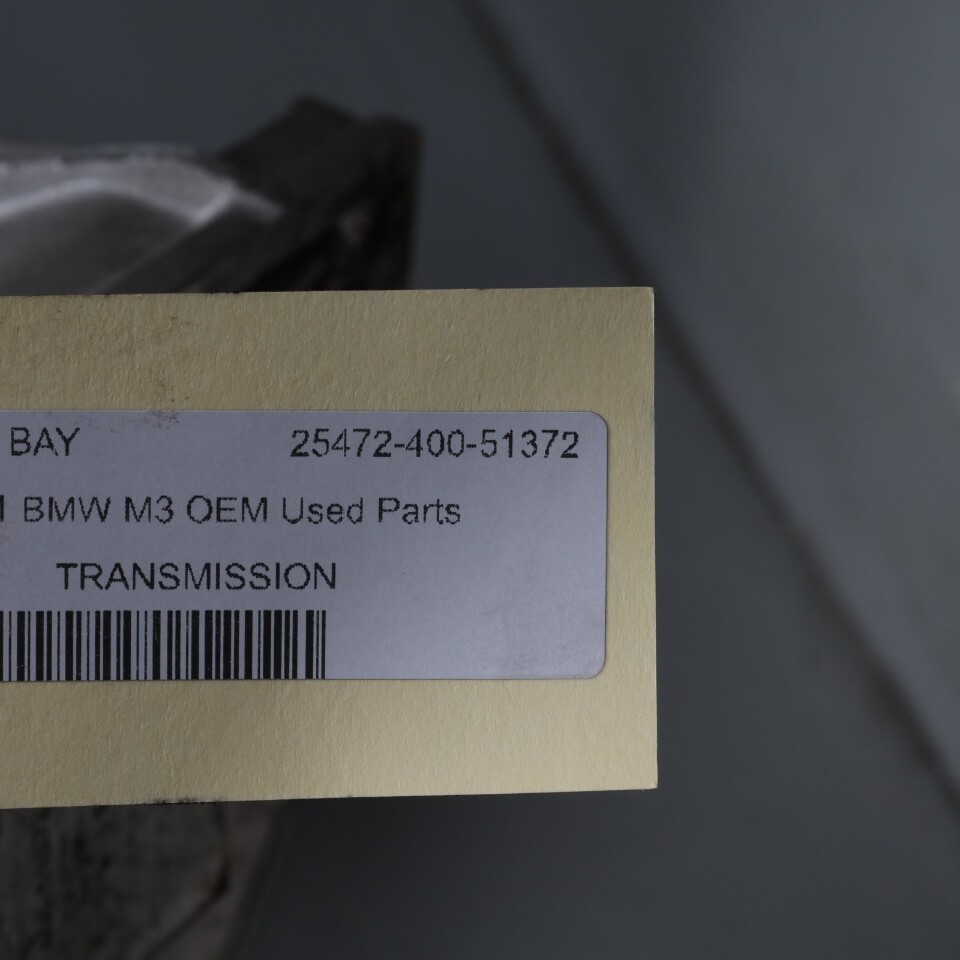 BAY 25472-400-51372
BMW M3 OEM Used Parts
TRANSMISSION